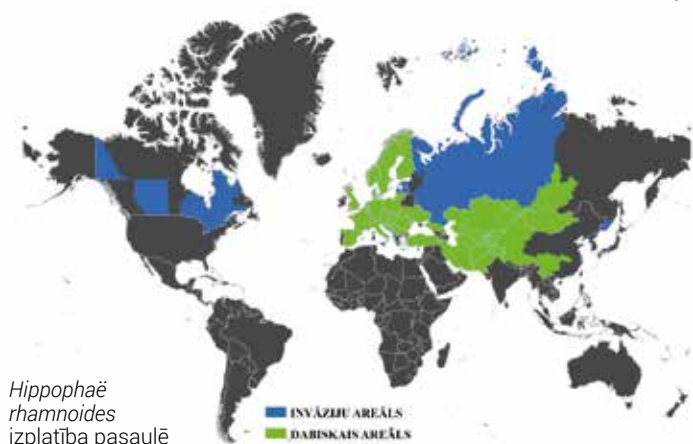 Hippophaë
rhamnoides
izplatība pasaulē
INVĀZIJU AREĀLS
DABISKAIS AREĀLS